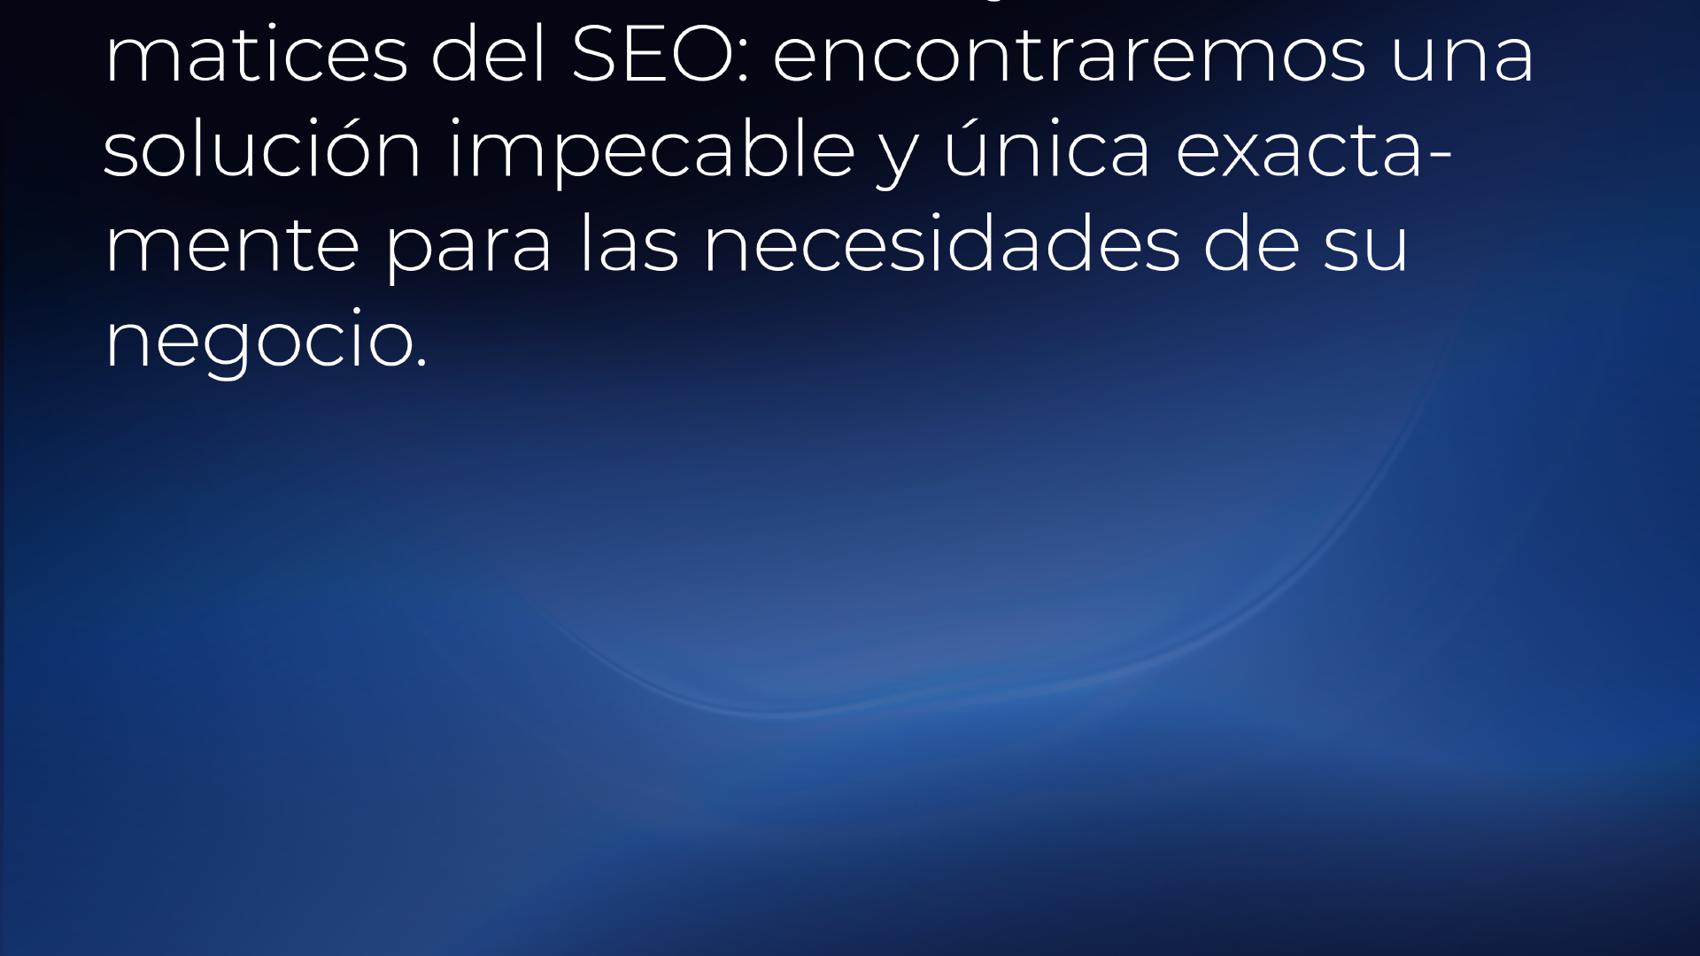 matices del SEO: encontraremos una
solución impecable y única exacta-
mente para las necesidades de su
negocio.